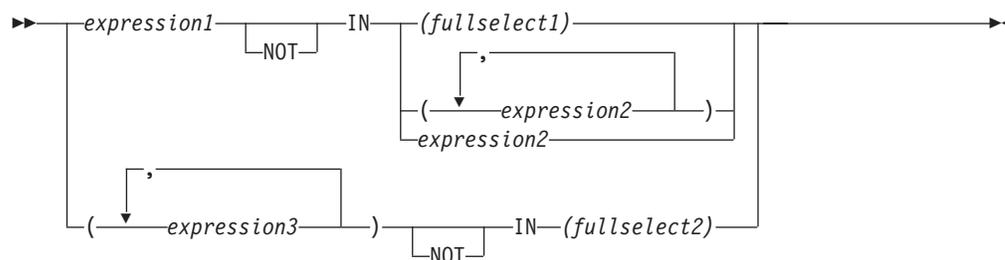 expression1 IN (fullselect1)
NOT
,
( expression2 )
expression2
,
( expression3 ) IN (fullselect2)
NOT